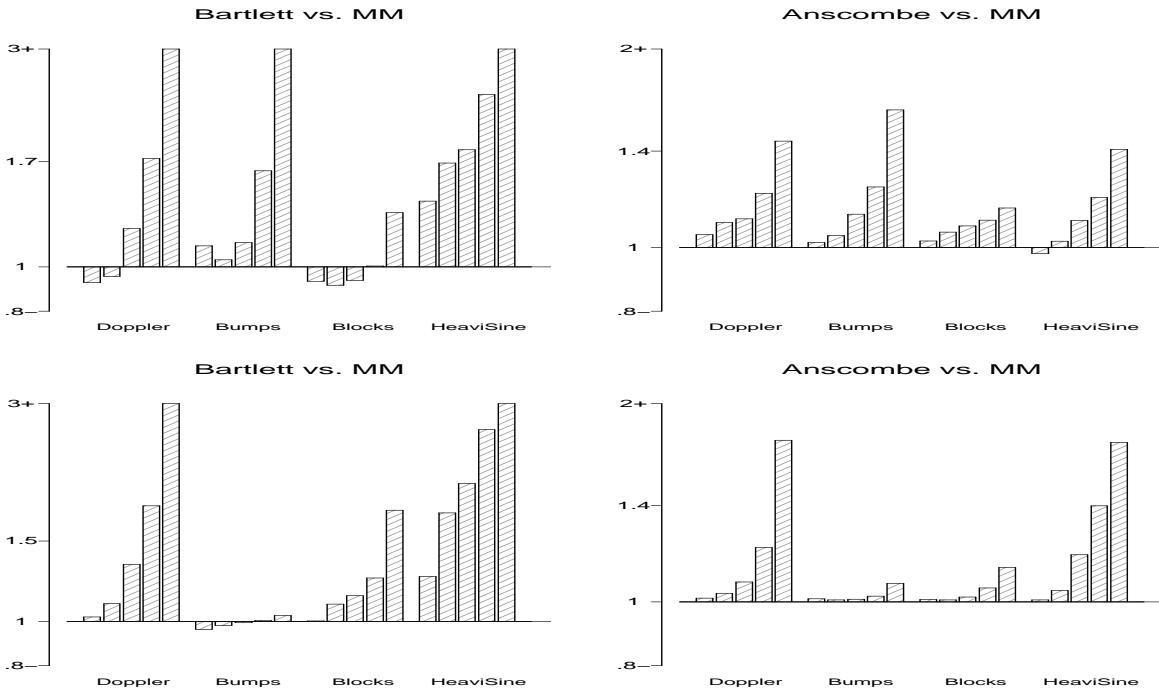 Bartlett vs. MM
3+
1.7
1
.8–
Doppler Bumps Blocks HeaviSine
Anscombe vs. MM
2+
1.4
1
.8–
Doppler Bumps Blocks HeaviSine
Bartlett vs. MM
3+
1.5
1
.8–
Doppler Bumps Blocks HeaviSine
Anscombe vs. MM
2+
1.4
1
.8–
Doppler Bumps Blocks HeaviSine